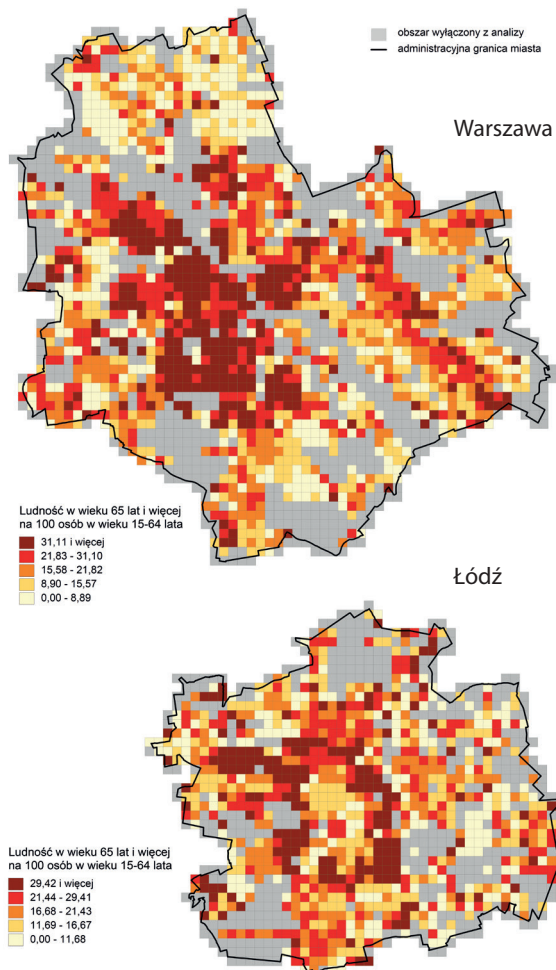 obszar wyłączony z analizy
administracyjna granica miasta
Warszawa
Ludność w wieku 65 lat i więcej
na 100 osób w wieku 15-64 lata
31,11 i więcej
21,83 - 31,10
15,58 - 21,82
8,90 - 15,57
0,00 - 8,89
Łódź
Ludność w wieku 65 lat i więcej
na 100 osób w wieku 15-64 lata
29,42 i więcej
21,44 - 29,41
16,68 - 21,43
11,69 - 16,67
0,00 - 11,68